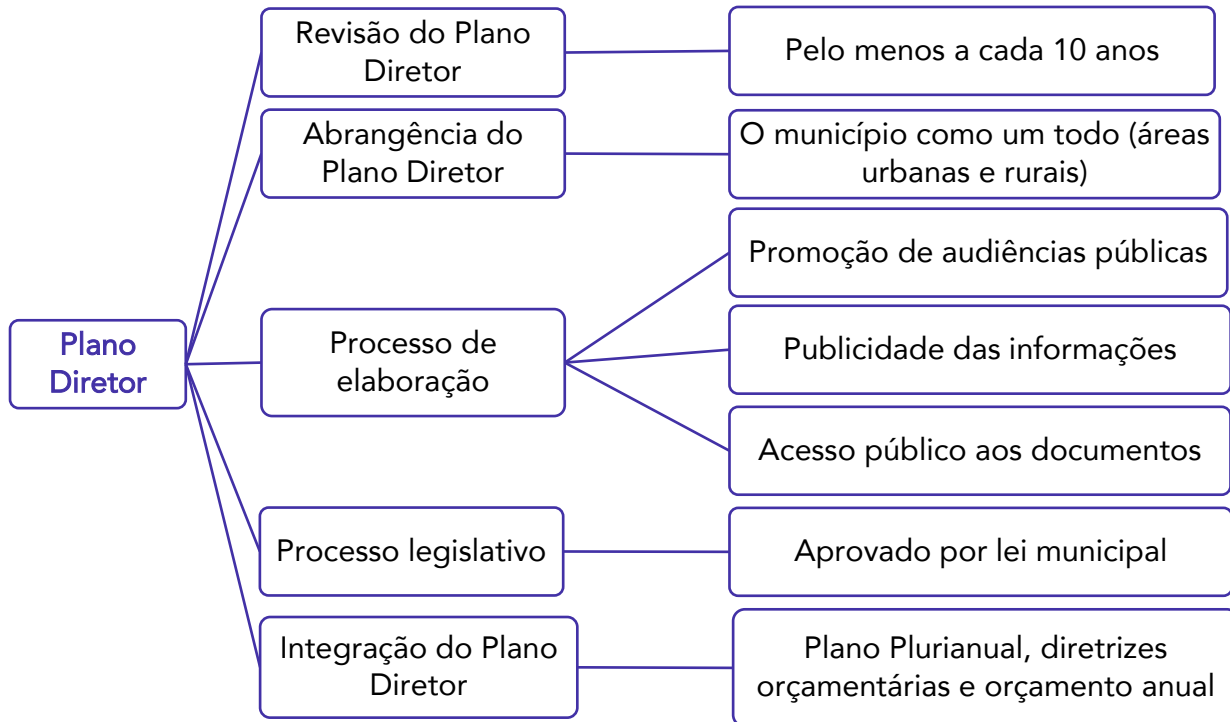 Plano
Diretor
Revisão do Plano
Diretor
Pelo menos a cada 10 anos
Abrangência do
Plano Diretor
O município como um todo (áreas
urbanas e rurais)
Processo de
elaboração
Promoção de audiências públicas
Publicidade das informações
Acesso público aos documentos
Processo legislativo
Aprovado por lei municipal
Integração do Plano
Diretor
Plano Plurianual, diretrizes
orçamentárias e orçamento anual